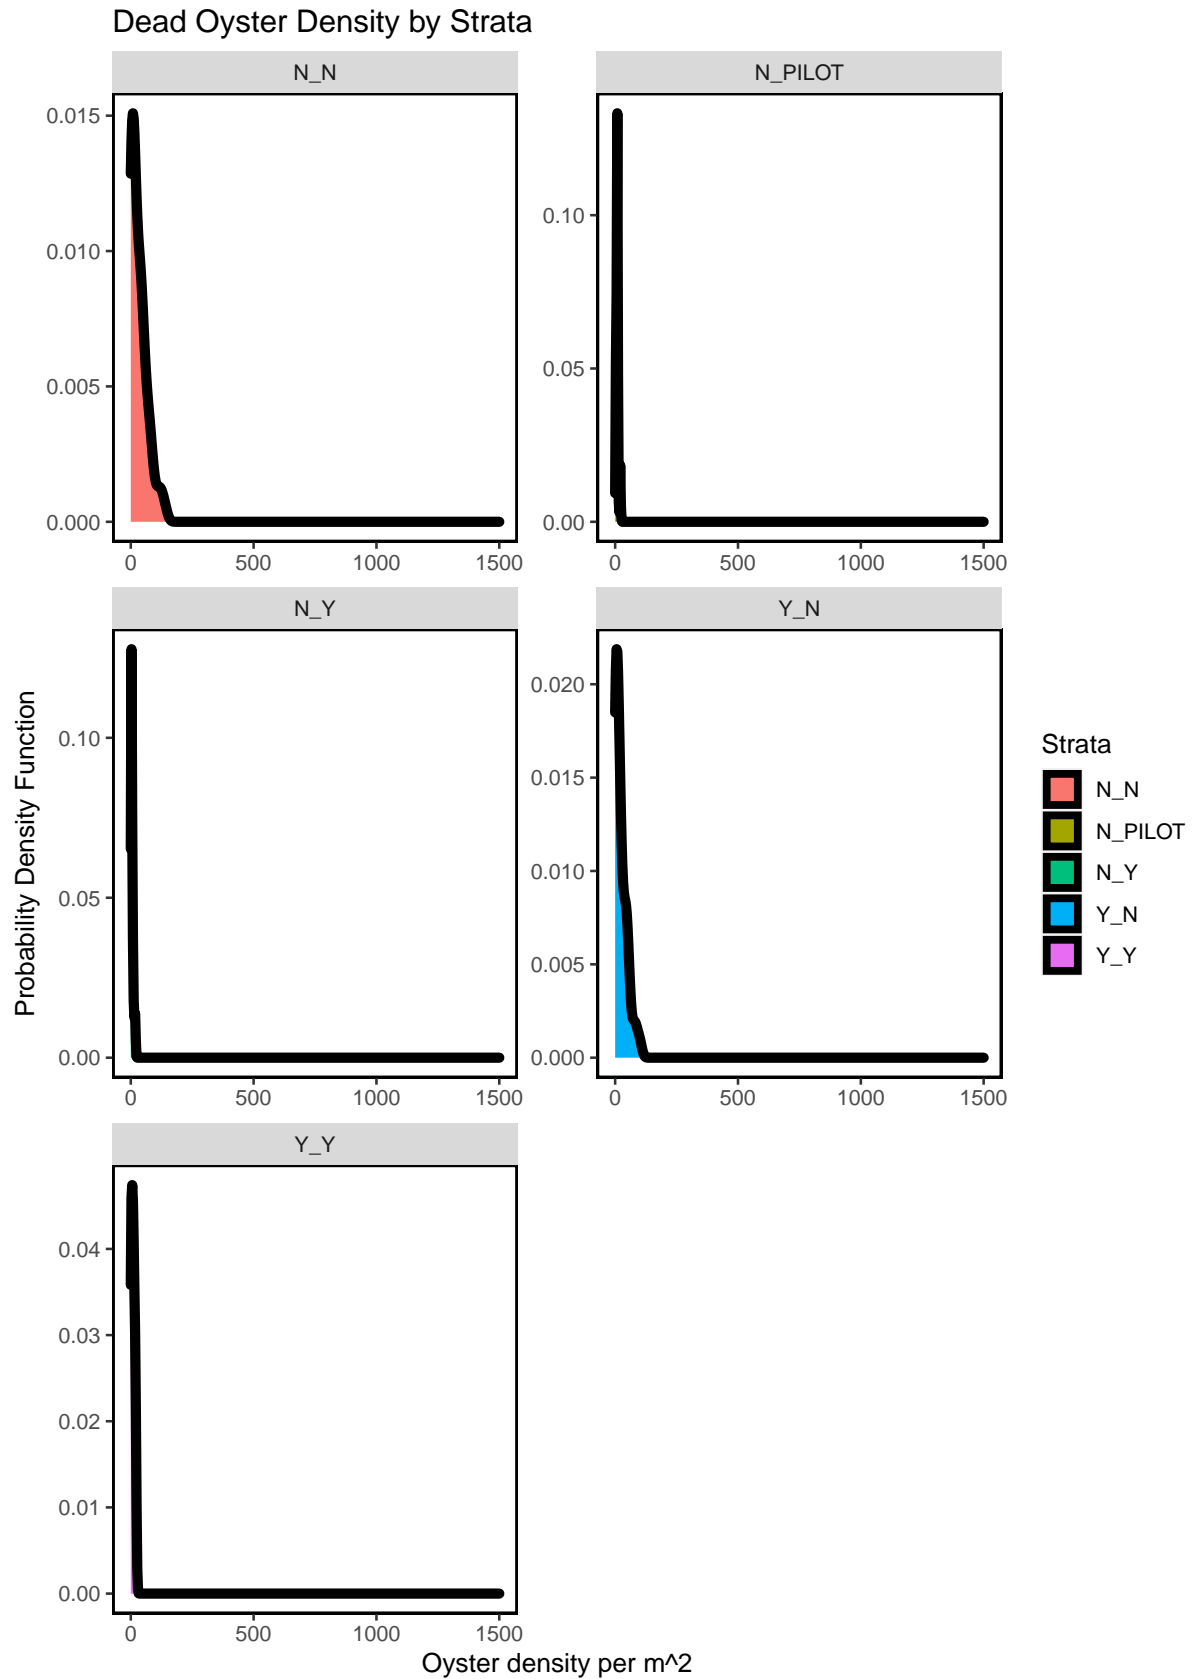 Dead Oyster Density by Strata
N_N
N_PILOT
0.015
0.010
0.005
0.000
0.10
0.05
0.00
0 500 1000 1500
0 500 1000 1500
N_Y
Y_N
0.10
0.05
0.00
0.020
0.015
0.010
0.005
0.000
0 500 1000 1500
0 500 1000 1500
Y_Y
0.04
0.03
0.02
0.01
0.00
0 500 1000 1500
Probability Density Function
Oyster density per m^2
Strata
N_N
N_PILOT
N_Y
Y_N
Y_Y